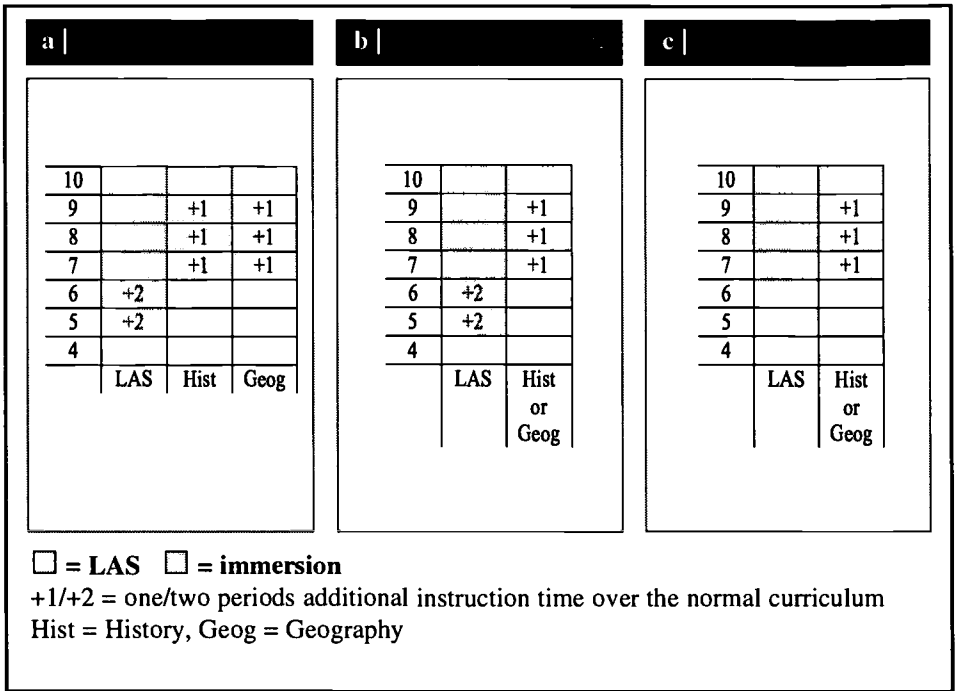 a |
10
9 +1 +1
8 +1 +1
7 +1 +1
6 +2
5 +2
4
LAS Hist Geog
b |
10
9 +1
8 +1
7 +1
6 +2
5 +2
4
LAS Hist
or
Geog
c |
10
9 +1
8 +1
7 +1
6
5
4
LAS Hist
or
Geog
□ = LAS □ = immersion
+1/+2 = one/two periods additional instruction time over the normal curriculum
Hist = History, Geog = Geography